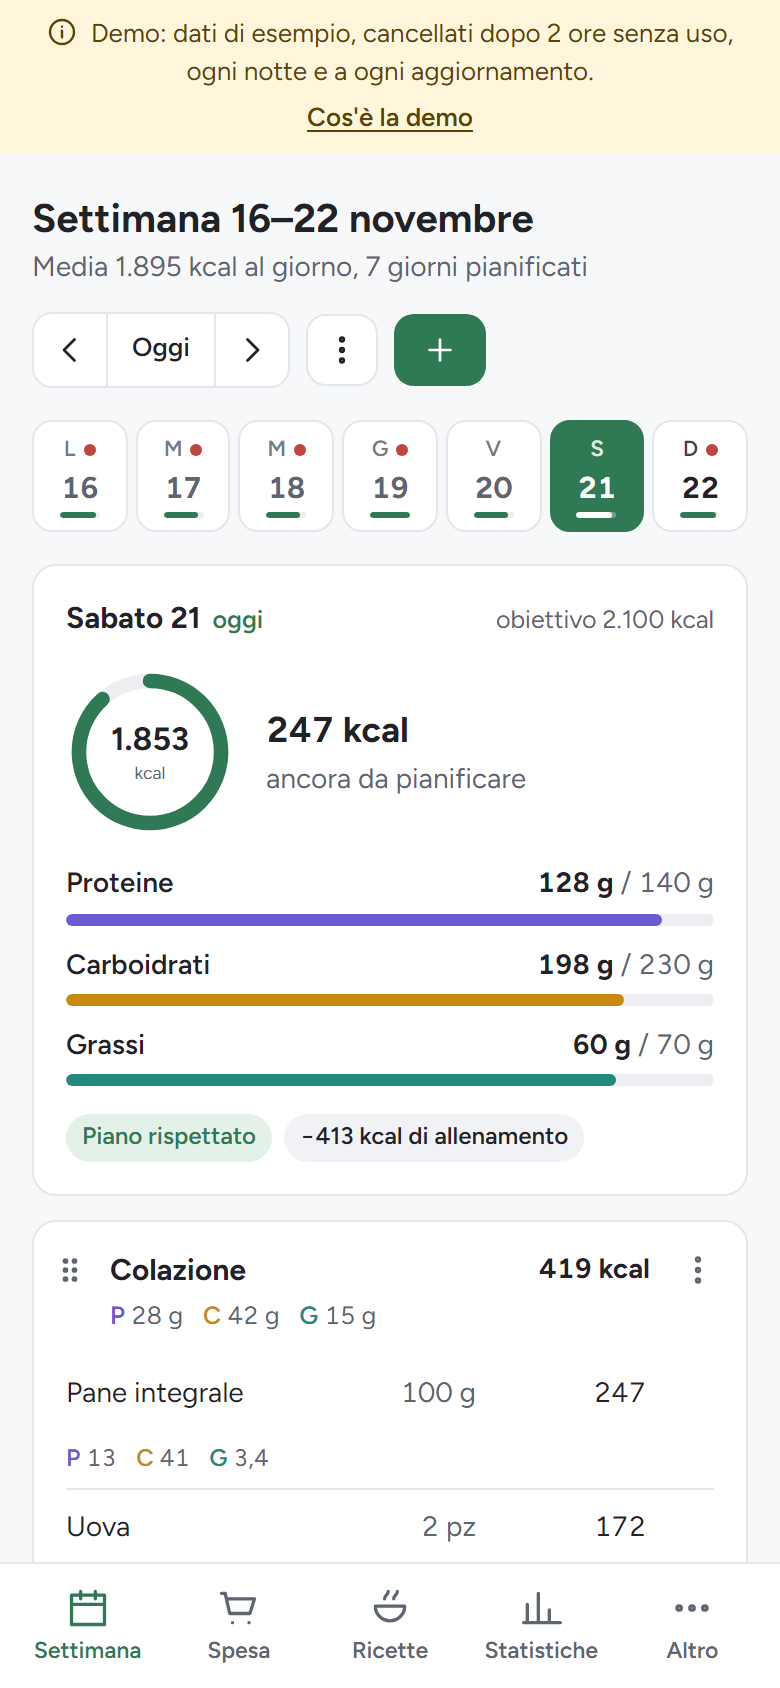 Demo: dati di esempio, cancellati dopo 2 ore senza uso,
ogni notte e a ogni aggiornamento.
Cos'è la demo
Settimana 16–22 novembre
Media 1.895 kcal al giorno, 7 giorni pianificati
Oggi
L M M G V S D
16 17 18 19 20 21 22
Sabato 21 oggi obiettivo 2.100 kcal
1.853
kcal
247 kcal
ancora da pianificare
Proteine 128 g / 140 g
Carboidrati 198 g / 230 g
Grassi 60 g / 70 g
Piano rispettato −413 kcal di allenamento
Colazione 419 kcal
P 28 g C 42 g G 15 g
Pane integrale 100 g 247
P 13 C 41 G 3,4
Uova 2 pz 172
Settimana Spesa Ricette Statistiche Altro